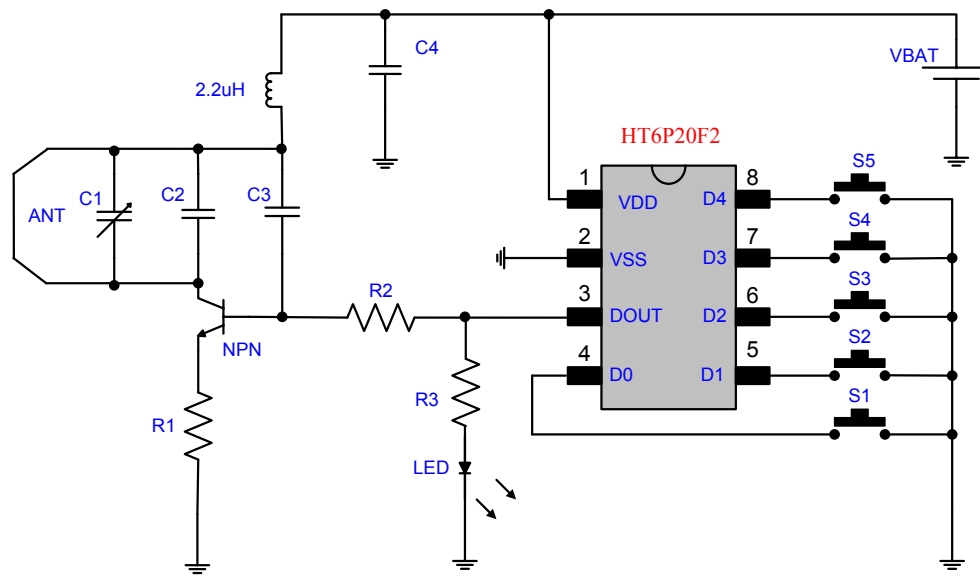 C4
VBAT
2.2uH
HT6P20F2
C1
C2
C3
ANT
1
VDD
D4
8
S5
2
VSS
D3
7
S4
3
DOUT
D2
6
S3
4
D0
D1
5
S2
S1
R2
NPN
R1
R3
LED